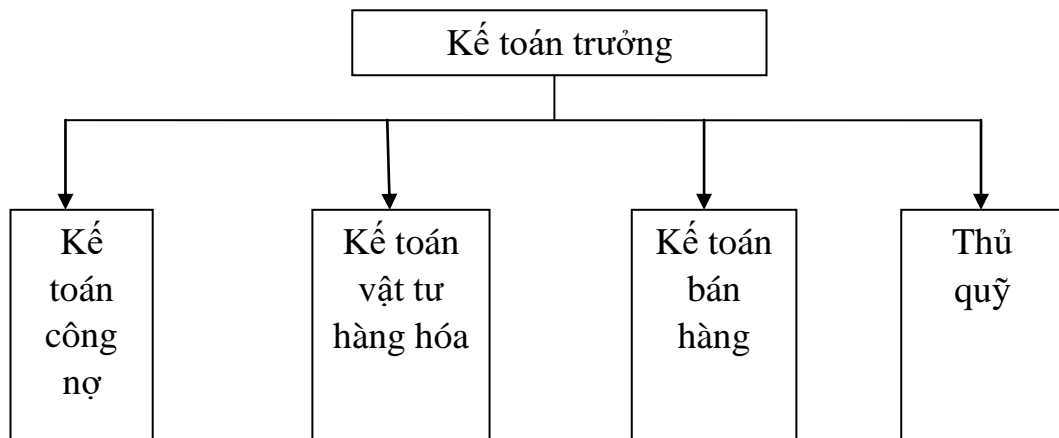 Kế toán trưởng
Kế
toán
công
nợ
Kế toán
vật tư
hàng hóa
Kế toán
bán
hàng
Thủ
quỹ